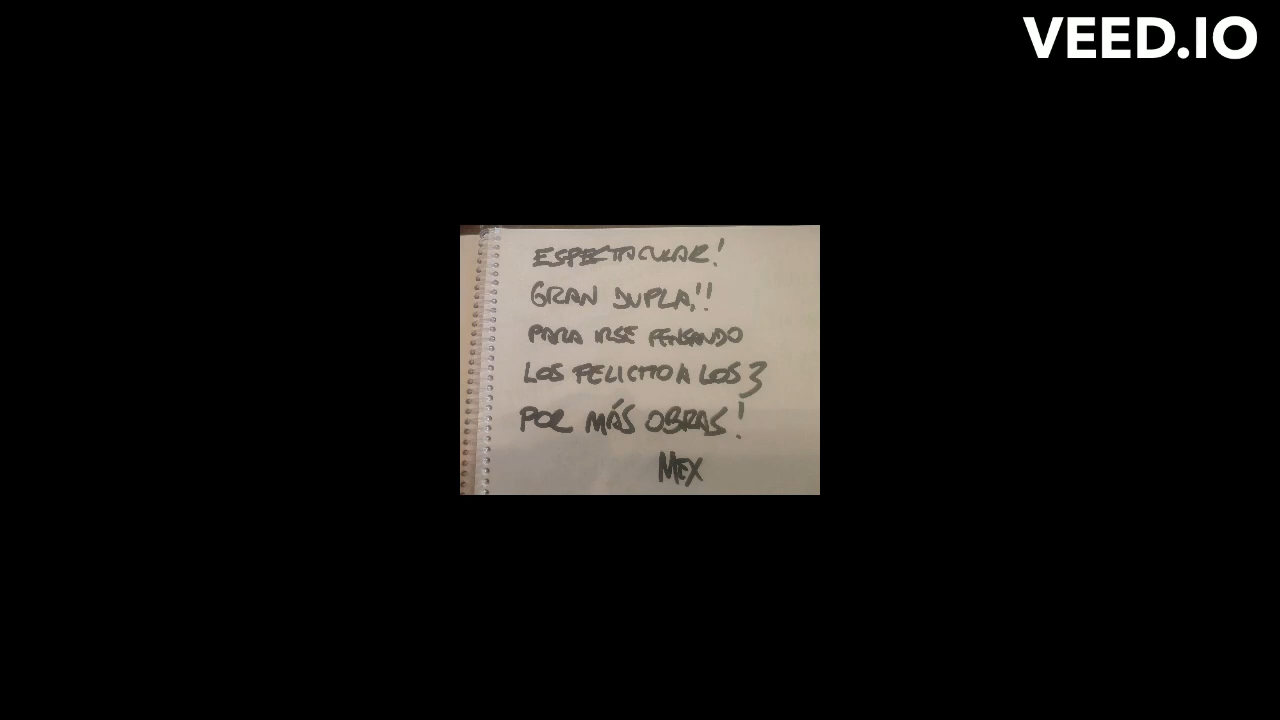 VEED.IO
ESPECTACULAR!
GRAN DUPLA!!
PARA IRSE PENSANDO
LOS FELICITO A LOS 3
POR MÁS OBRAS!
MEX